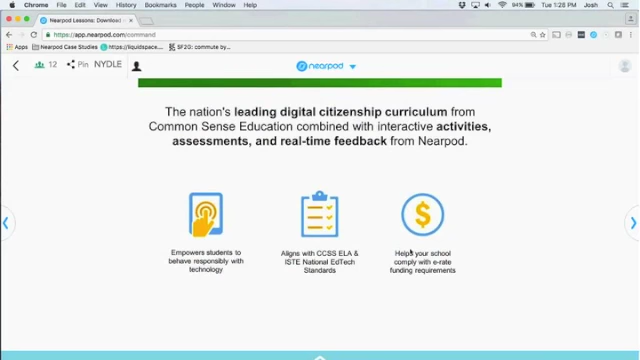 Chrome File Edit View History Bookmarks People Window Help
94% Tue 1:28 PM Josh
Nearpod Lessons: Download
Josh
https://app.nearpod.com/command
Apps Nearpod Case Studies https://liquidspace. SF2G: commute by
12 Pin NYDLE
nearpod
The nation's leading digital citizenship curriculum from
Common Sense Education combined with interactive activities,
assessments, and real-time feedback from Nearpod.
Empowers students to
behave responsibly with
technology
Aligns with CCSS ELA &
ISTE National EdTech
Standards
Helps your school
comply with e-rate
funding requirements